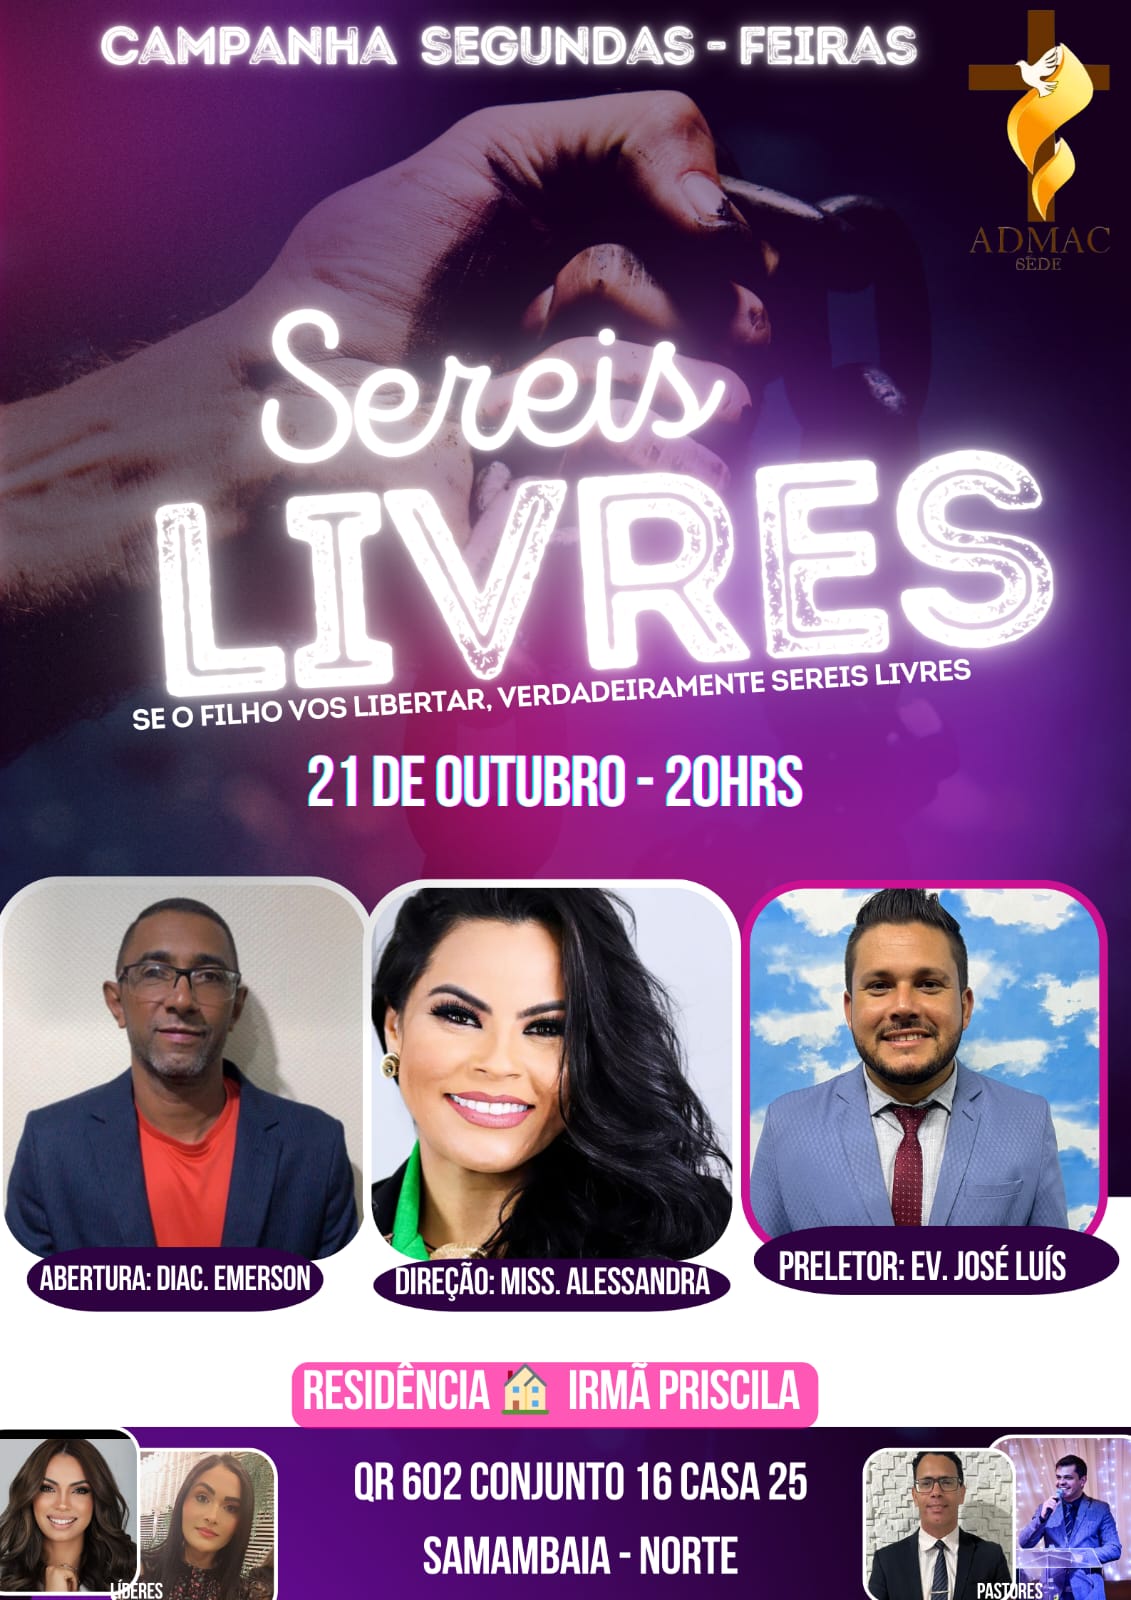 CAMPANHA SEGUNDAS - FEIRAS
ADMAC
SEDE
Sereis
LIVRES
SE O FILHO VOS LIBERTAR, VERDADEIRAMENTE SEREIS LIVRES
21 DE OUTUBRO - 20HRS
ABERTURA: DIAC. EMERSON
DIREÇÃO: MISS. ALESSANDRA
PRELETOR: EV. JOSÉ LUÍS
RESIDÊNCIA 🏠 IRMÃ PRISCILA
QR 602 CONJUNTO 16 CASA 25
SAMAMBAIA - NORTE
LÍDERES
PASTORES